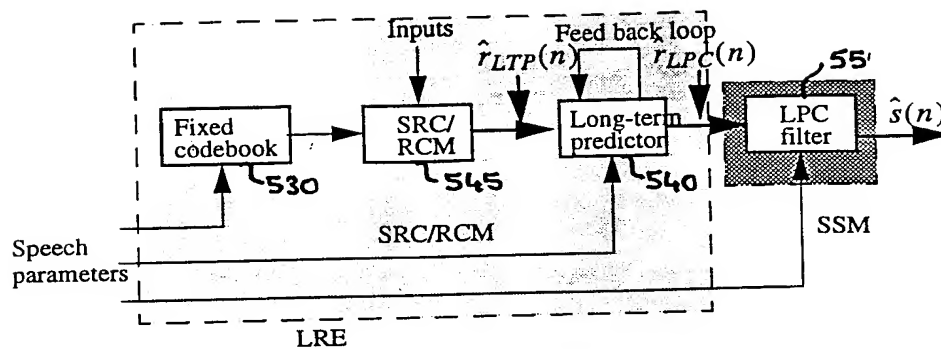 Inputs
Feed back loop
r̂LTP(n)
r̂LPC(n)
55'
Fixed
codebook
SRC/
RCM
Long-term
predictor
LPC
filter
ŝ(n)
530
545
540
SRC/RCM
SSM
Speech
parameters
LRE